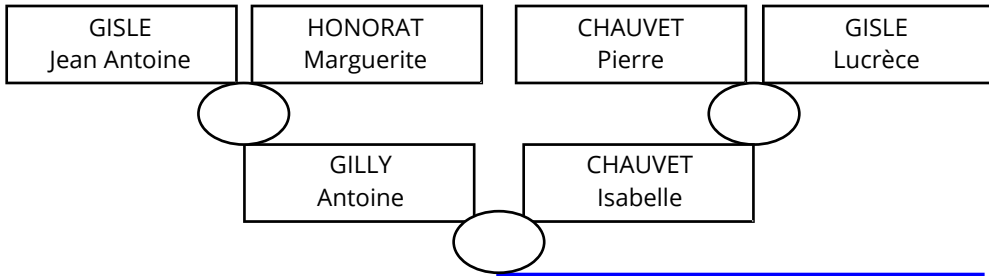 GISLE
Jean Antoine
HONORAT
Marguerite
CHAUVET
Pierre
GISLE
Lucrèce
GILLY
Antoine
CHAUVET
Isabelle